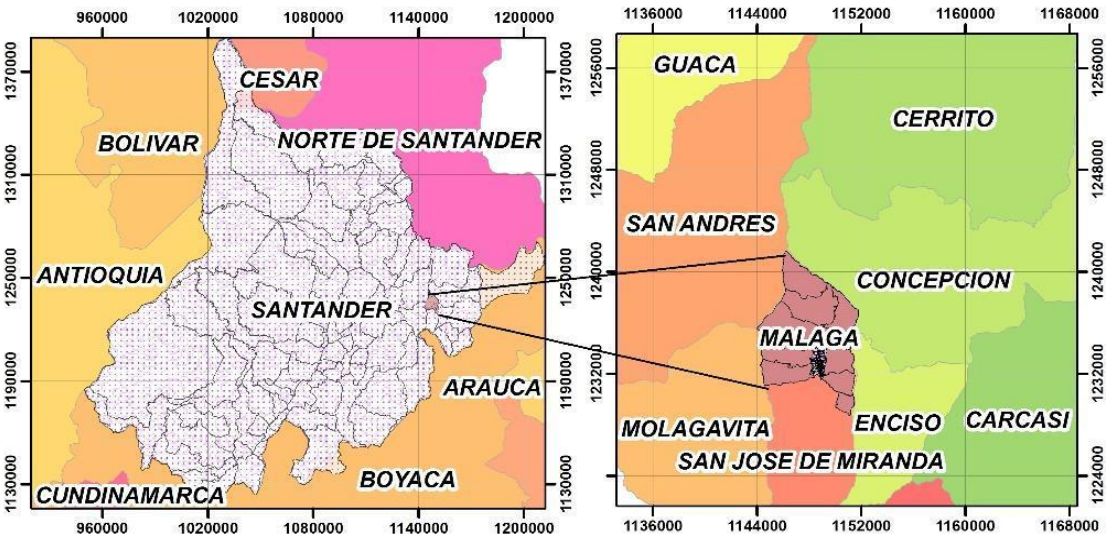 960000 1020000 1080000 1140000 1200000
1370000 1370000
CESAR
BOLIVAR
NORTE DE SANTANDER
1310000 1310000
ANTIOQUIA
1250000 1250000
SANTANDER
1190000 1190000
ARAUCA
BOYACA
CUNDINAMARCA
1130000 1130000
960000 1020000 1080000 1140000 1200000
1136000 1144000 1152000 1160000 1168000
GUACA
1256000 1256000
CERRITO
1248000 1248000
SAN ANDRES
1240000 1240000
CONCEPCION
MALAGA
1232000 1232000
MOLAGAVITA
ENCISO
CARCASI
SAN JOSE DE MIRANDA
1224000 1224000
1136000 1144000 1152000 1160000 1168000